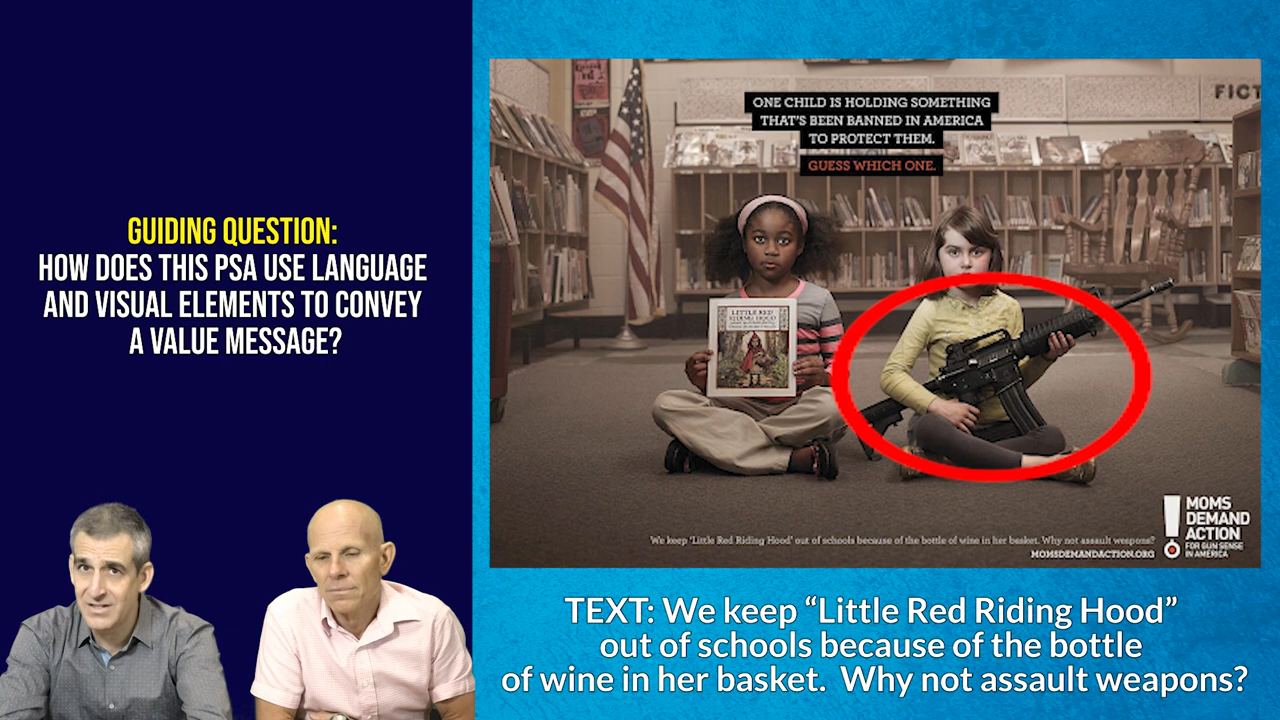 GUIDING QUESTION:
HOW DOES THIS PSA USE LANGUAGE
AND VISUAL ELEMENTS TO CONVEY
A VALUE MESSAGE?
ONE CHILD IS HOLDING SOMETHING
THAT'S BEEN BANNED IN AMERICA
TO PROTECT THEM.
GUESS WHICH ONE.
FICT
LITTLE RED
RIDING HOOD
We keep 'Little Red Riding Hood' out of schools because of the bottle of wine in her basket. Why not assault weapons?
MOMSDEMANDACTION.ORG
MOMS
DEMAND
ACTION
FOR GUN SENSE
IN AMERICA
TEXT: We keep “Little Red Riding Hood”
out of schools because of the bottle
of wine in her basket.  Why not assault weapons?